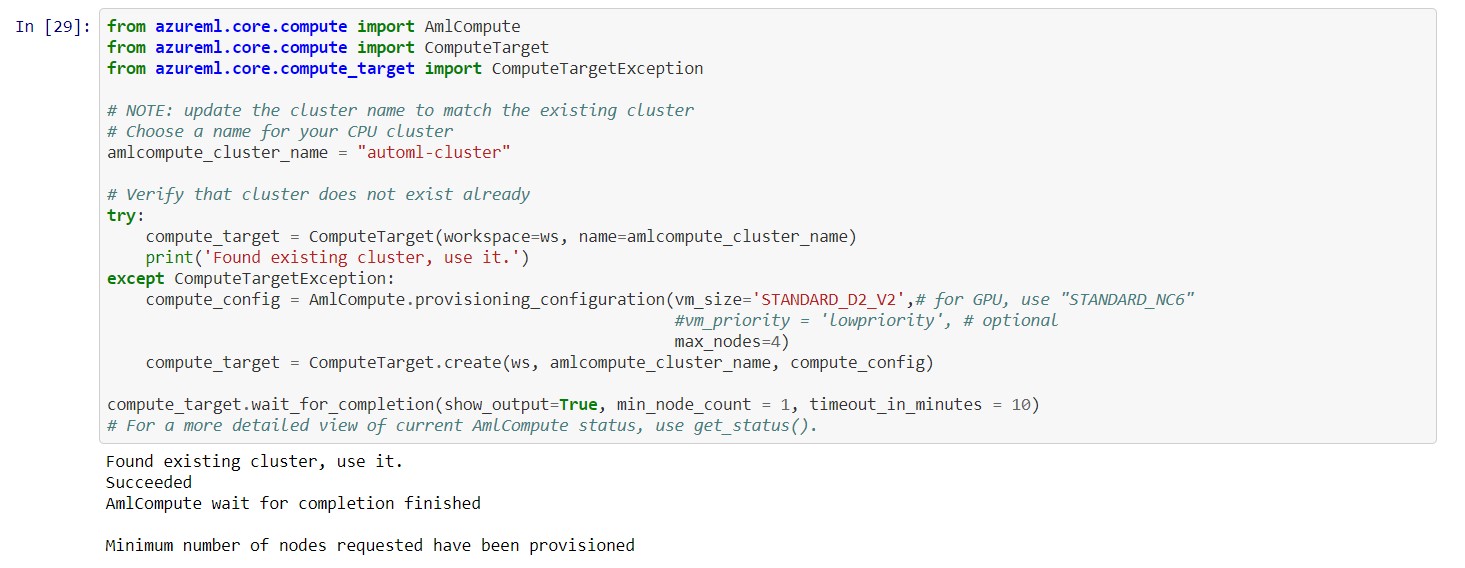 In [29]: from azureml.core.compute import AmlCompute
from azureml.core.compute import ComputeTarget
from azureml.core.compute_target import ComputeTargetException

# NOTE: update the cluster name to match the existing cluster
# Choose a name for your CPU cluster
amlcompute_cluster_name = "automl-cluster"

# Verify that cluster does not exist already
try:
    compute_target = ComputeTarget(workspace=ws, name=amlcompute_cluster_name)
    print('Found existing cluster, use it.')
except ComputeTargetException:
    compute_config = AmlCompute.provisioning_configuration(vm_size='STANDARD_D2_V2',# for GPU, use "STANDARD_NC6"
                                                           #vm_priority = 'lowpriority', # optional
                                                           max_nodes=4)
    compute_target = ComputeTarget.create(ws, amlcompute_cluster_name, compute_config)

compute_target.wait_for_completion(show_output=True, min_node_count = 1, timeout_in_minutes = 10)
# For a more detailed view of current AmlCompute status, use get_status().
Found existing cluster, use it.
Succeeded
AmlCompute wait for completion finished

Minimum number of nodes requested have been provisioned